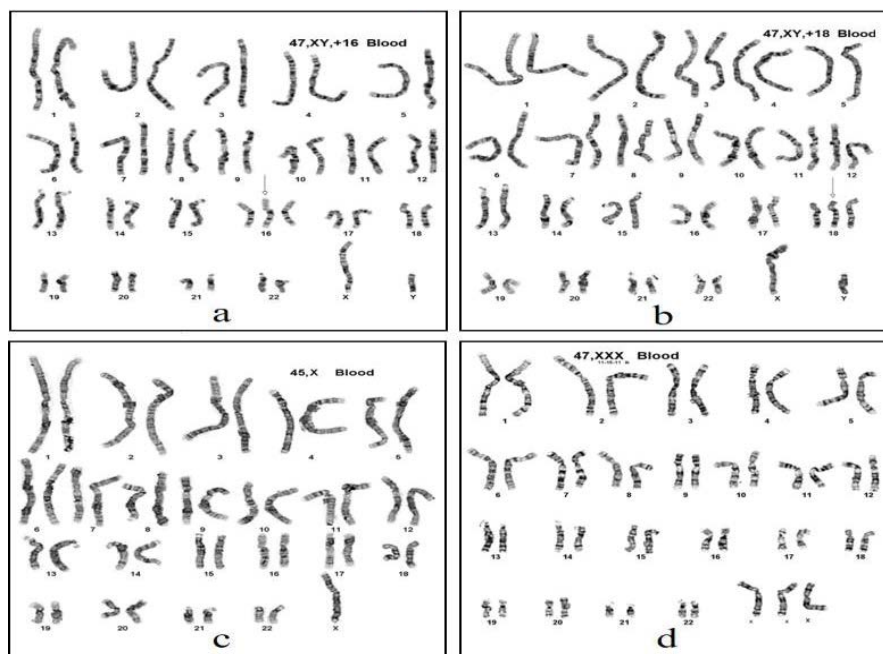 47,XY,+16 Blood
1 2 3 4 5
6 7 8 9 10 11 12
13 14 15 16 17 18
19 20 21 22 X Y
a
47,XY,+18 Blood
1 2 3 4 5
6 7 8 9 10 11 12
13 14 15 16 17 18
19 20 21 22 X Y
b
45,X Blood
1 2 3 4 5
6 7 8 9 10 11 12
13 14 15 16 17 18
19 20 21 22 X
c
47,XXX Blood
1 2 3 4 5
6 7 8 9 10 11 12
13 14 15 16 17 18
19 20 21 22 x x X
d